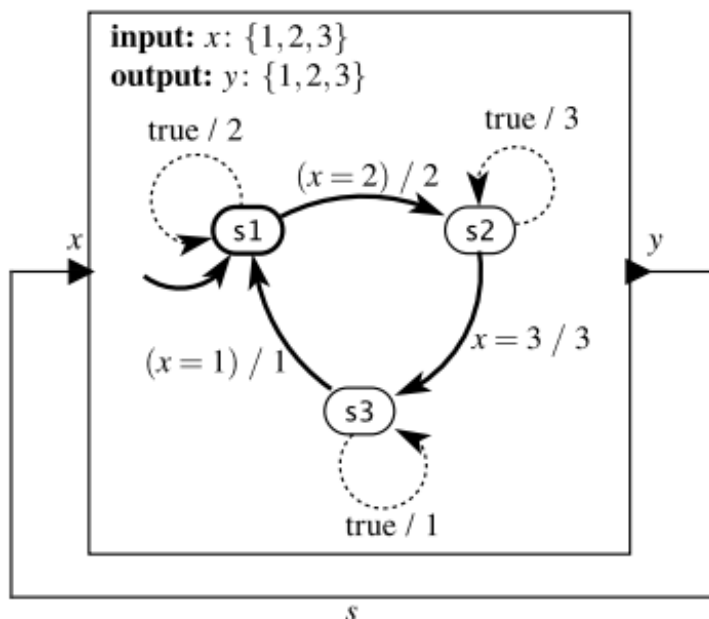 input: x: {1,2,3}
output: y: {1,2,3}
true / 2
true / 3
(x = 2) / 2
s1
s2
x
y
(x = 1) / 1
x = 3 / 3
s3
true / 1
s